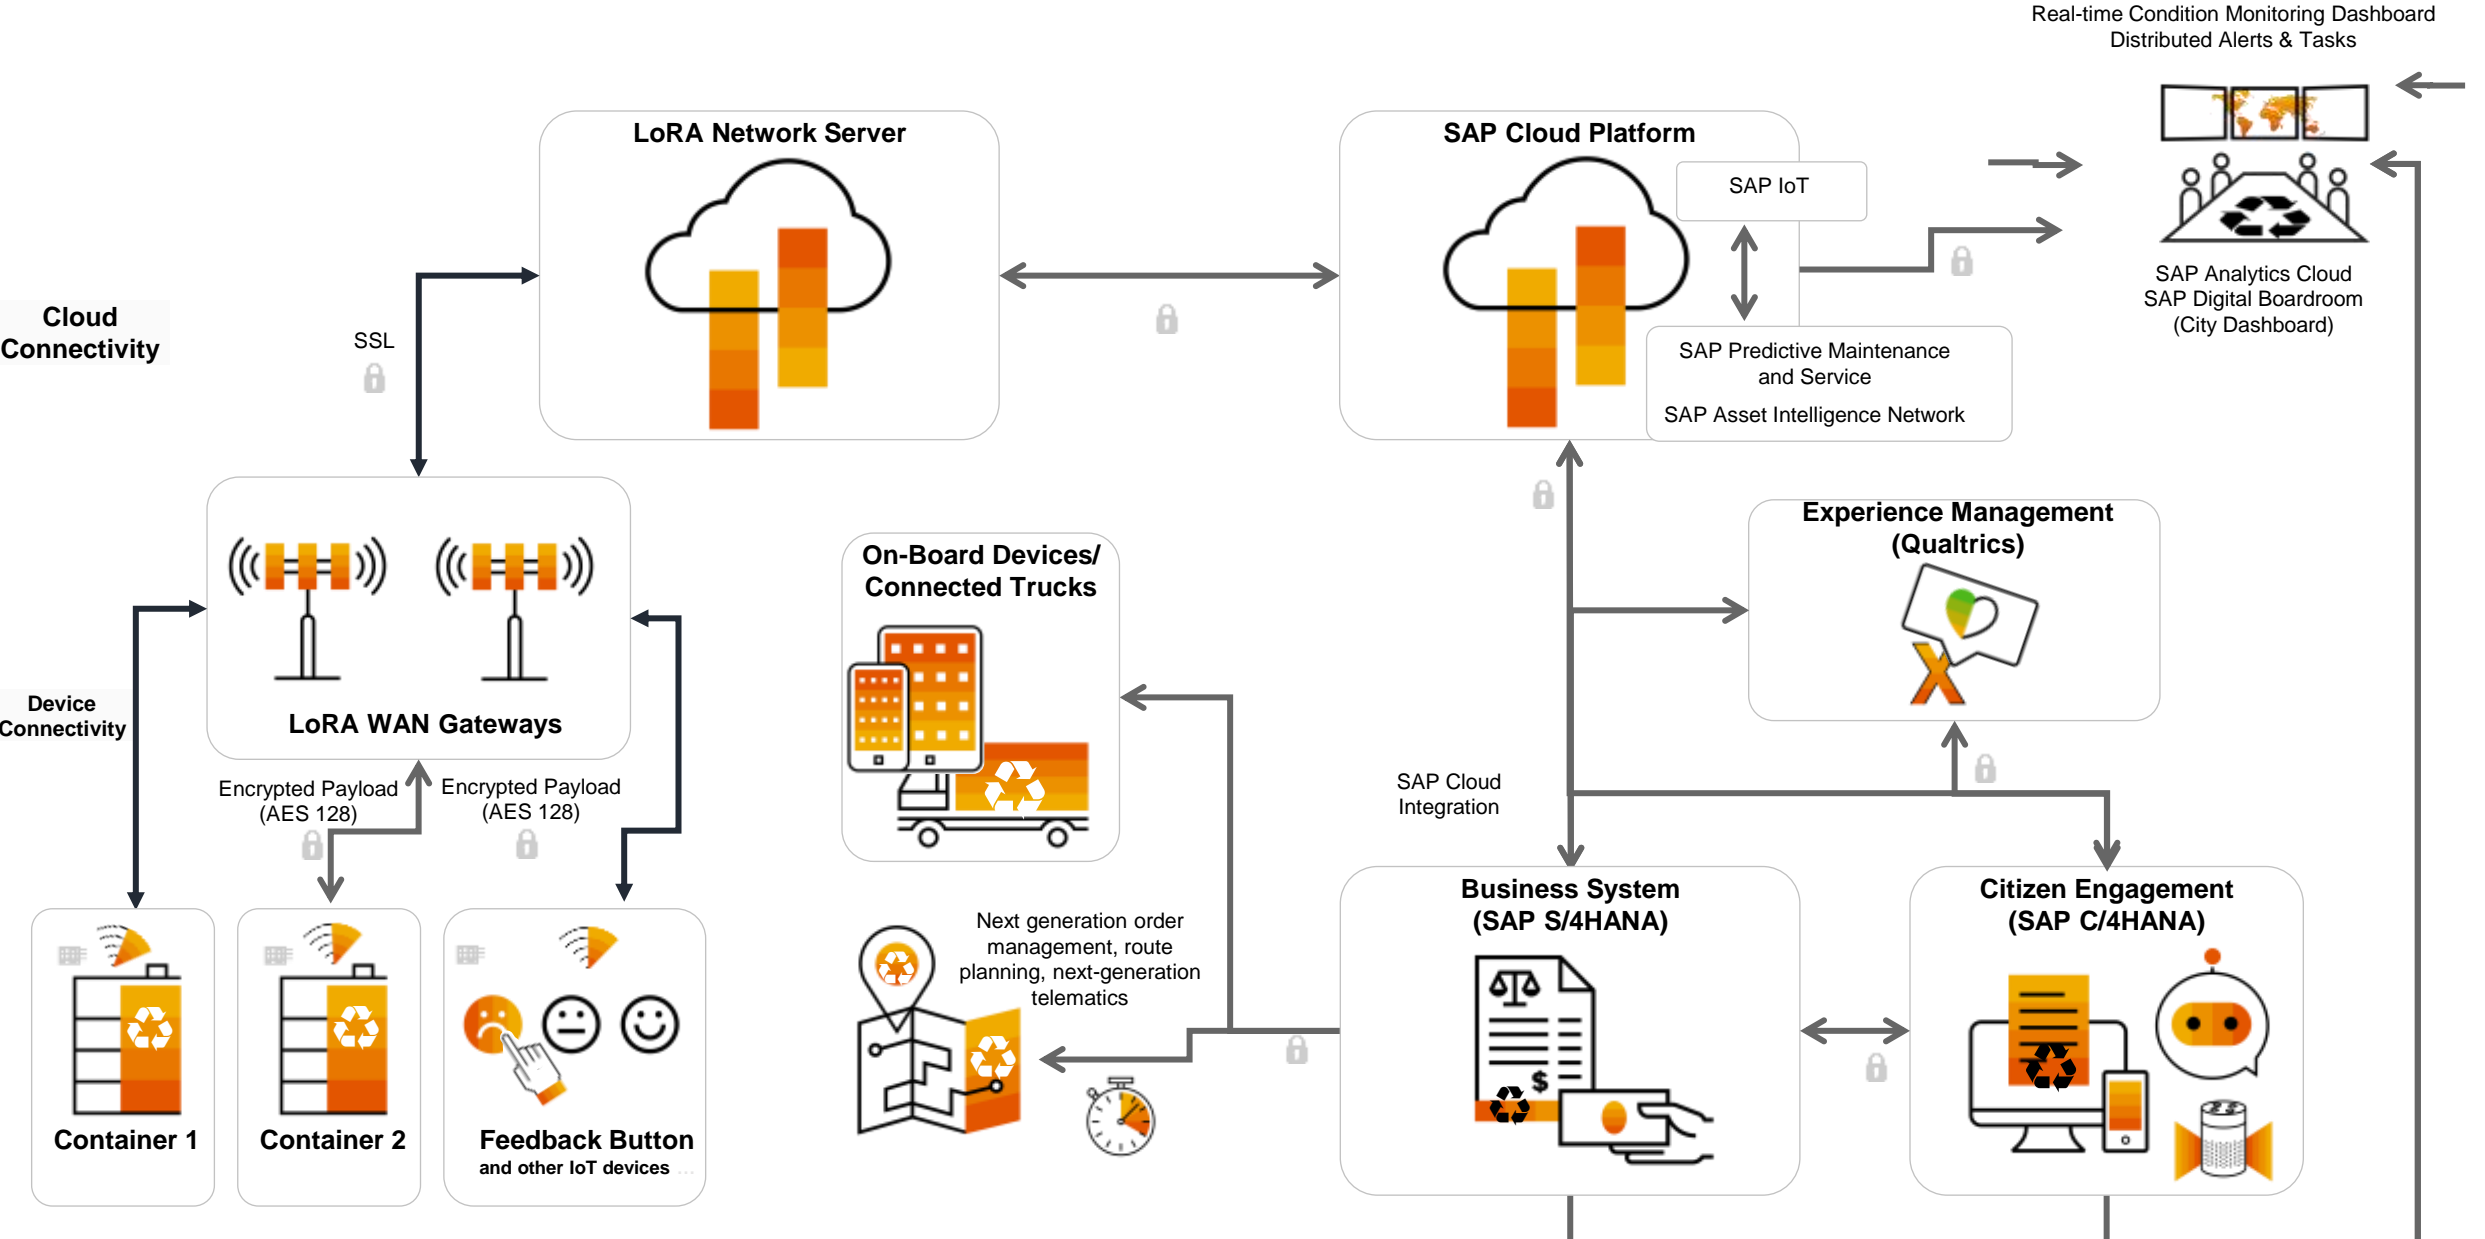 Real-time Condition Monitoring Dashboard
Distributed Alerts & Tasks
LoRA Network Server
SAP Cloud Platform
SAP IoT
SAP Predictive Maintenance
and Service
SAP Asset Intelligence Network
SAP Analytics Cloud
SAP Digital Boardroom
(City Dashboard)
Cloud
Connectivity
SSL
LoRA WAN Gateways
Device
Connectivity
Encrypted Payload
(AES 128)
Encrypted Payload
(AES 128)
On-Board Devices/
Connected Trucks
Experience Management
(Qualtrics)
X
SAP Cloud
Integration
Container 1
Container 2
Feedback Button
and other IoT devices ...
Next generation order
management, route
planning, next-generation
telematics
Business System
(SAP S/4HANA)
$
Citizen Engagement
(SAP C/4HANA)